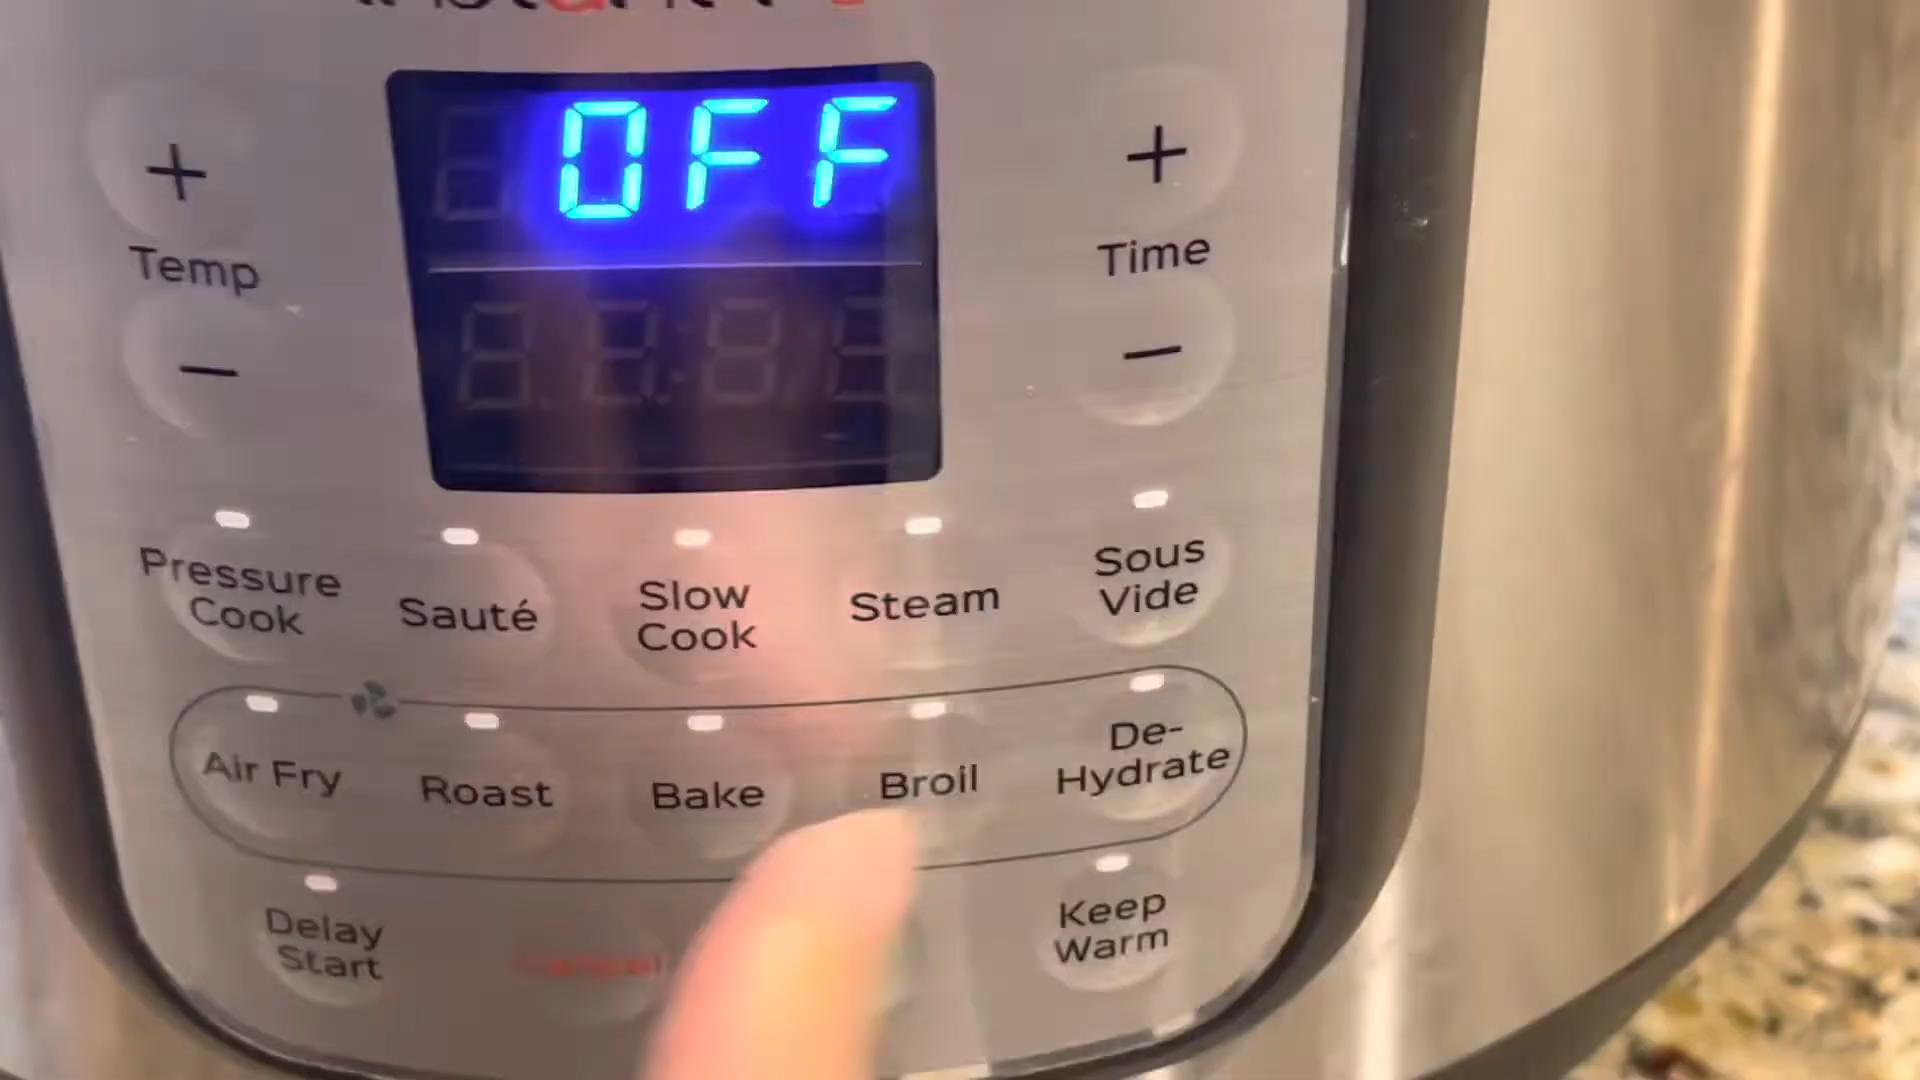 OFF
+
+
Temp
Time
−
−
Pressure
Cook
Sauté
Slow
Cook
Steam
Sous
Vide
Air Fry
Roast
Bake
Broil
De-
Hydrate
Delay
Start
Cancel
Keep
Warm